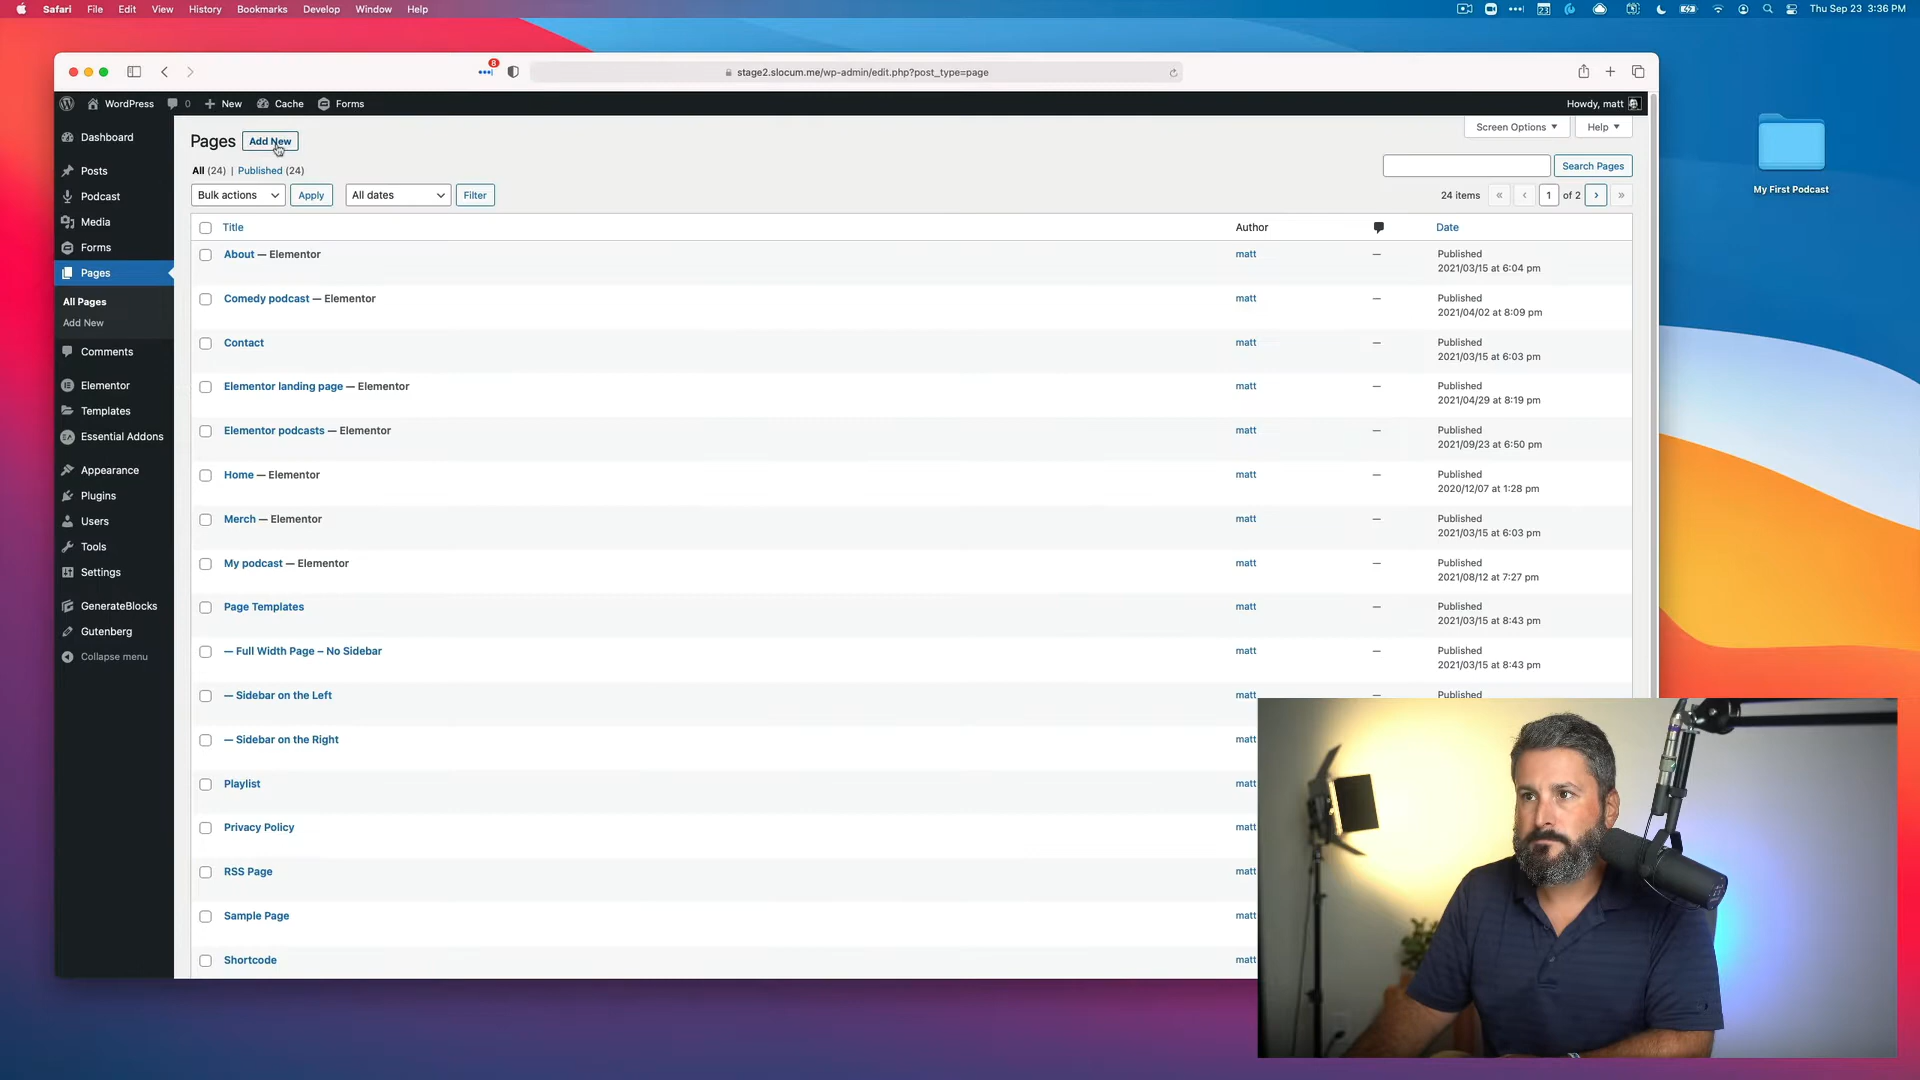 Safari File Edit View History Bookmarks Develop Window Help
23 Thu Sep 23 3:36 PM
8
stage2.slocum.me/wp-admin/edit.php?post_type=page
WordPress 0 New Cache Forms Howdy, matt
Dashboard
Posts
Podcast
Media
Forms
Pages
All Pages
Add New
Comments
Elementor
Templates
Essential Addons
Appearance
Plugins
Users
Tools
Settings
GenerateBlocks
Gutenberg
Collapse menu
Pages Add New
Screen Options Help
All (24) | Published (24)
Search Pages
Bulk actions Apply All dates Filter
24 items « ‹ 1 of 2 › »
Title Author Date
About — Elementor matt — Published
2021/03/15 at 6:04 pm
Comedy podcast — Elementor matt — Published
2021/04/02 at 8:09 pm
Contact matt — Published
2021/03/15 at 6:03 pm
Elementor landing page — Elementor matt — Published
2021/04/29 at 8:19 pm
Elementor podcasts — Elementor matt — Published
2021/09/23 at 6:50 pm
Home — Elementor matt — Published
2020/12/07 at 1:28 pm
Merch — Elementor matt — Published
2021/03/15 at 6:03 pm
My podcast — Elementor matt — Published
2021/08/12 at 7:27 pm
Page Templates matt — Published
2021/03/15 at 8:43 pm
— Full Width Page – No Sidebar matt — Published
2021/03/15 at 8:43 pm
— Sidebar on the Left matt — Published
— Sidebar on the Right matt
Playlist matt
Privacy Policy matt
RSS Page matt
Sample Page matt
Shortcode matt
My First Podcast